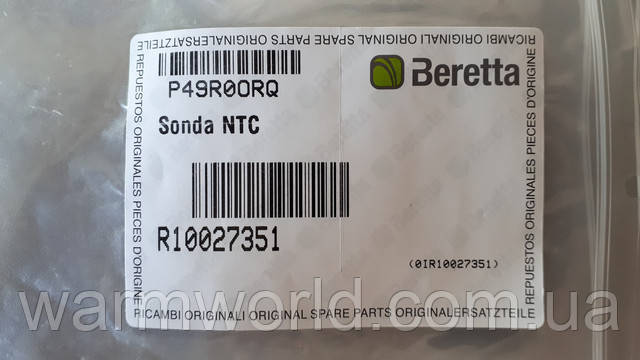 RICAMBI ORIGINALI ORIGINAL SPARE PARTS ORIGINALERSATZTEILE
REPUESTOS ORIGINALES PIECES D'ORIGINE
P49R00RQ
Beretta
Sonda NTC
R10027351
(0IR10027351)
REPUESTOS ORIGINALES PIECES D'ORIGINE
RICAMBI ORIGINALI ORIGINAL SPARE PARTS ORIGINALERSATZTEILE
warmworld.com.ua